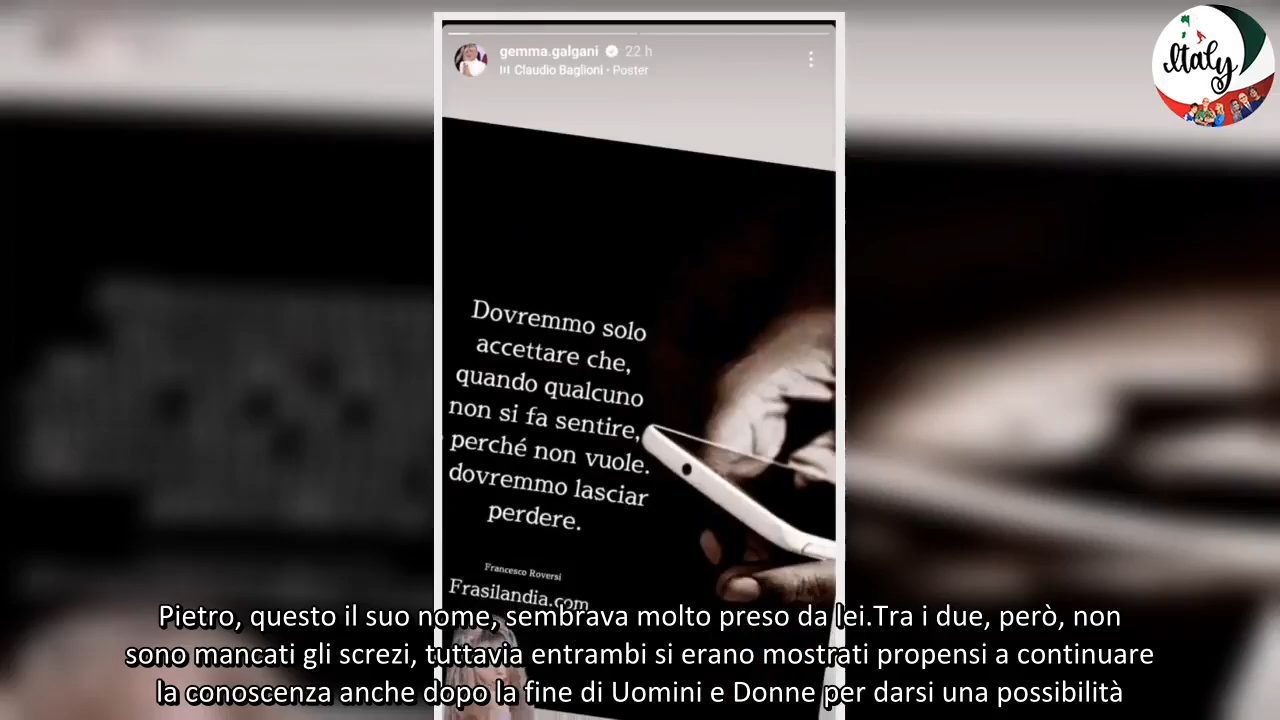 gemma.galgani 22 h
Claudio Baglioni · Poster
Italy
Dovremmo solo
accettare che,
quando qualcuno
non si fa sentire,
perché non vuole.
dovremmo lasciar
perdere.
Francesco Roversi
Frasilandia.com
Pietro, questo il suo nome, sembrava molto preso da lei.Tra i due, però, non
sono mancati gli screzi, tuttavia entrambi si erano mostrati propensi a continuare
la conoscenza anche dopo la fine di Uomini e Donne per darsi una possibilità